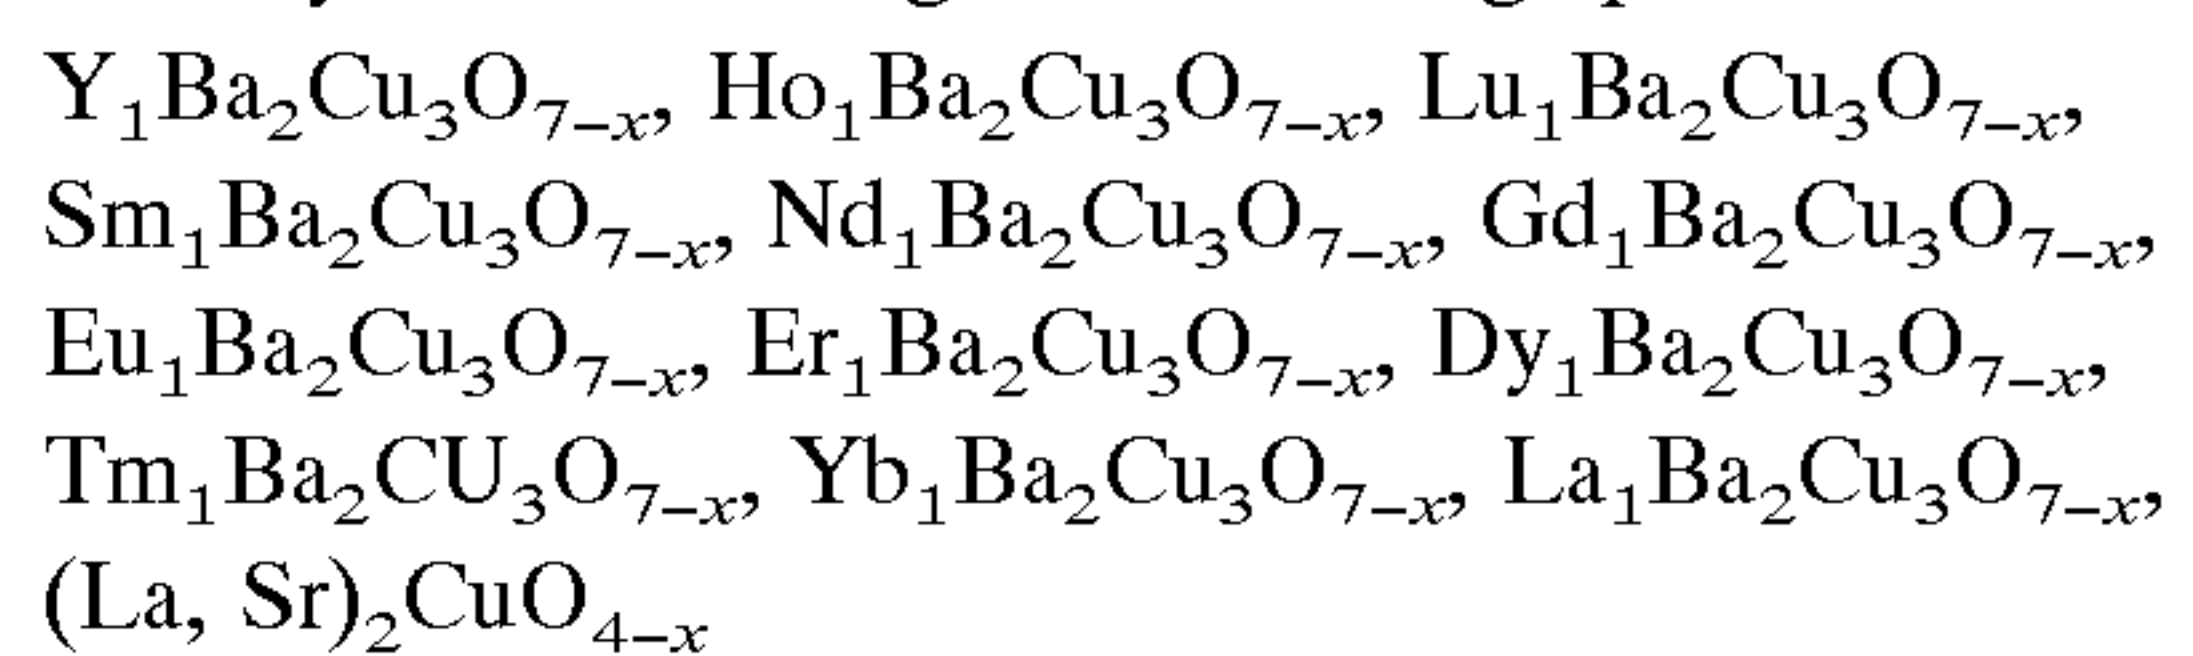 Y₁Ba₂Cu₃O₇₋ₓ, Ho₁Ba₂Cu₃O₇₋ₓ, Lu₁Ba₂Cu₃O₇₋ₓ,
Sm₁Ba₂Cu₃O₇₋ₓ, Nd₁Ba₂Cu₃O₇₋ₓ, Gd₁Ba₂Cu₃O₇₋ₓ,
Eu₁Ba₂Cu₃O₇₋ₓ, Er₁Ba₂Cu₃O₇₋ₓ, Dy₁Ba₂Cu₃O₇₋ₓ,
Tm₁Ba₂CU₃O₇₋ₓ, Yb₁Ba₂Cu₃O₇₋ₓ, La₁Ba₂Cu₃O₇₋ₓ,
(La, Sr)₂CuO₄₋ₓ